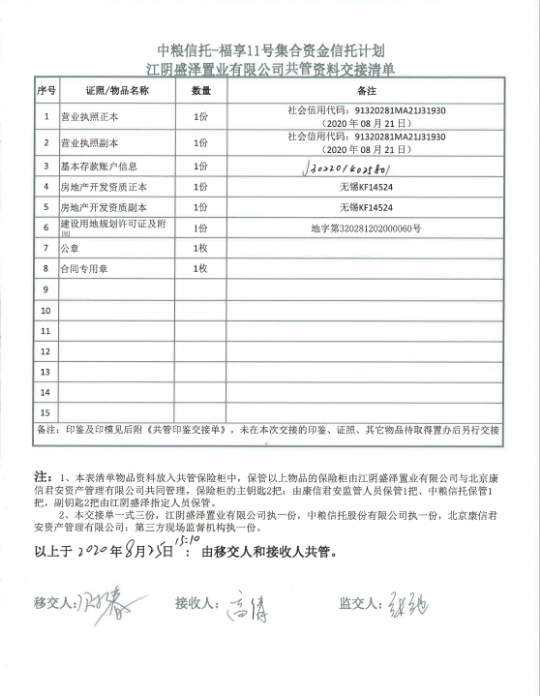 中粮信托-福享11号集合资金信托计划
江阴盛泽置业有限公司共管资料交接清单
序号 证照/物品名称 数量 备注
1 营业执照正本 1份 社会信用代码：91320281MA21J31930
（2020 年 08 月 21 日）
2 营业执照副本 1份 社会信用代码：91320281MA21J31930
（2020 年 08 月 21 日）
3 基本存款账户信息 1份
4 房地产开发资质正本 1份 无锡KF14524
5 房地产开发资质副本 1份 无锡KF14524
6 建设用地规划许可证及附图 1份 地字第320281202000060号
7 公章 1枚
8 合同专用章 1枚
9
10
11
12
13
14
15
备注：印鉴及印模见后附《共管印鉴交接单》。未在本次交接的印鉴、证照、其它物品待取得置办后另行交接
注：1、本表清单物品资料放入共管保险柜中，保管以上物品的保险柜由江阴盛泽置业有限公司与北京康
信君安资产管理有限公司共同管理，保险柜的主钥匙2把：由康信君安监管人员保管1把、中粮信托保管1
把，副钥匙2把由江阴盛泽指定人员保管。
2、本交接单一式三份，江阴盛泽置业有限公司执一份，中粮信托股份有限公司执一份，北京康信君
安资产管理有限公司：第三方现场监督机构执一份。
以上于 2020 年 8 月 25 日 15:10 ：由移交人和接收人共管。
移交人： 接收人：高倩 监交人：